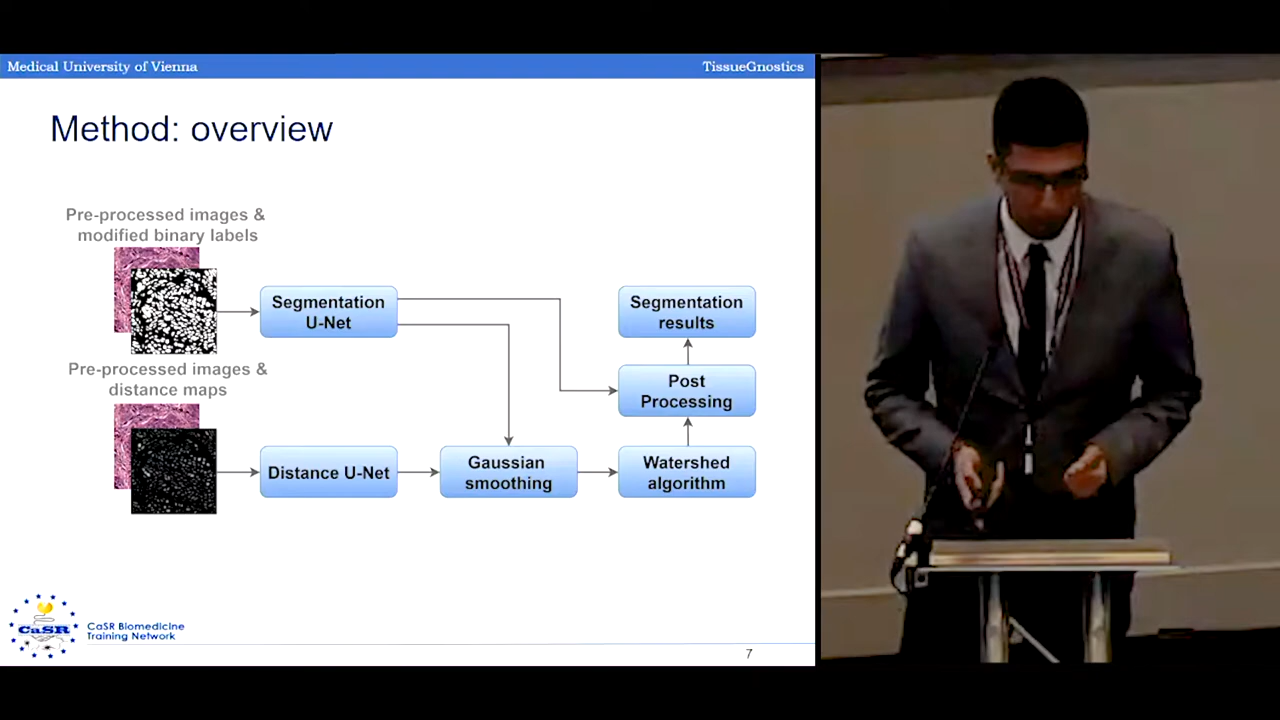 Medical University of Vienna
TissueGnostics
Method: overview
Pre-processed images &
modified binary labels
Segmentation
U-Net
Segmentation
results
Pre-processed images &
distance maps
Post
Processing
Distance U-Net
Gaussian
smoothing
Watershed
algorithm
CaSR
CaSR Biomedicine
Training Network
7